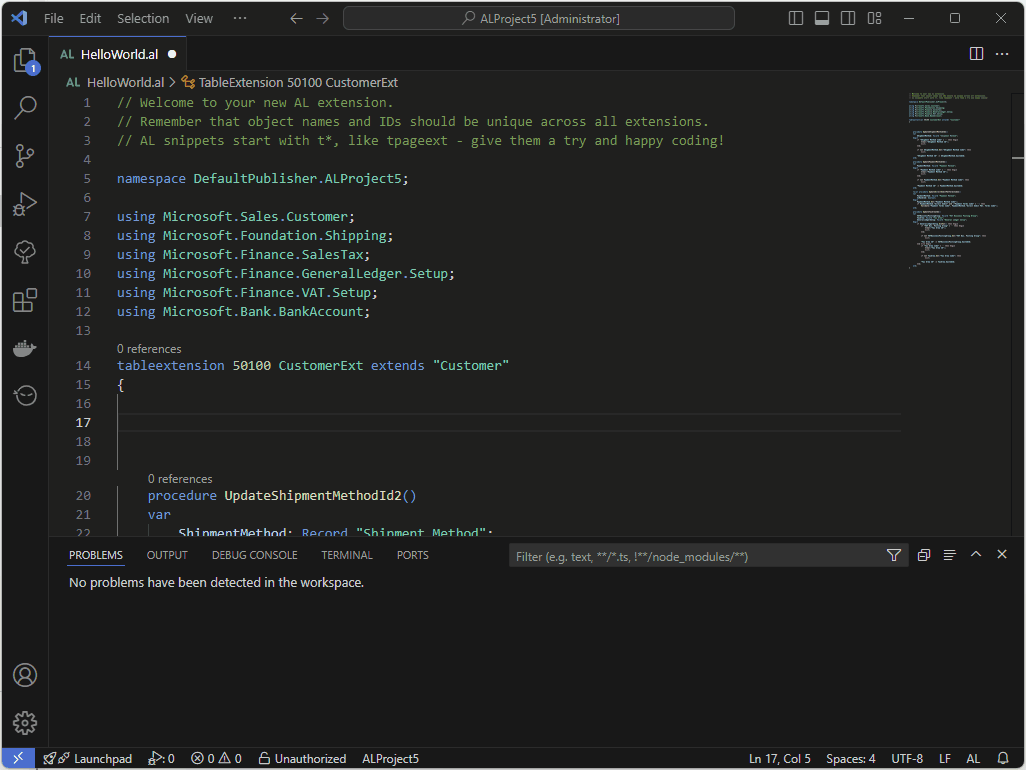 File Edit Selection View ··· ALProject5 [Administrator]
1
AL HelloWorld.al
AL HelloWorld.al > TableExtension 50100 CustomerExt
1 // Welcome to your new AL extension.
2 // Remember that object names and IDs should be unique across all extensions.
3 // AL snippets start with t*, like tpageext - give them a try and happy coding!
4
5 namespace DefaultPublisher.ALProject5;
6
7 using Microsoft.Sales.Customer;
8 using Microsoft.Foundation.Shipping;
9 using Microsoft.Finance.SalesTax;
10 using Microsoft.Finance.GeneralLedger.Setup;
11 using Microsoft.Finance.VAT.Setup;
12 using Microsoft.Bank.BankAccount;
13
0 references
14 tableextension 50100 CustomerExt extends "Customer"
15 {
16
17
18
19
0 references
20 procedure UpdateShipmentMethodId2()
21 var
22 ShipmentMethod: Record "Shipment Method";
PROBLEMS OUTPUT DEBUG CONSOLE TERMINAL PORTS Filter (e.g. text, **/*.ts, !**/node_modules/**)
No problems have been detected in the workspace.
Launchpad : 0 0 0 Unauthorized ALProject5 Ln 17, Col 5 Spaces: 4 UTF-8 LF AL